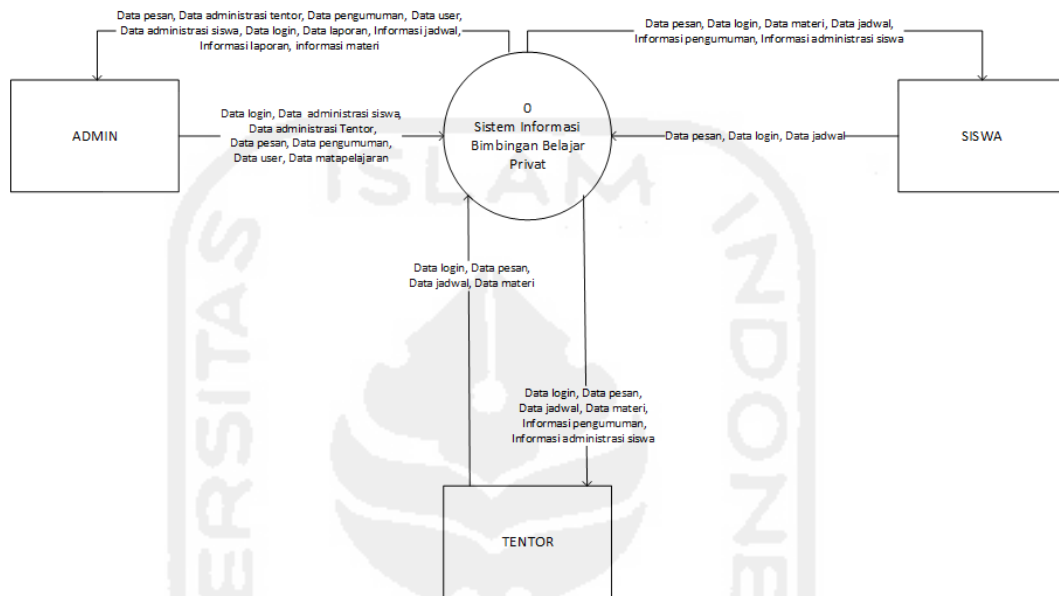 Data pesan, Data administrasi tentor, Data pengumuman, Data user,
Data administrasi siswa, Data login, Data laporan, Informasi jadwal,
Informasi laporan, informasi materi
Data pesan, Data login, Data materi, Data jadwal,
Informasi pengumuman, Informasi administrasi siswa
ADMIN
Data login, Data administrasi siswa,
Data administrasi Tentor,
Data pesan, Data pengumuman,
Data user, Data matapelajaran
0
Sistem Informasi
Bimbingan Belajar
Privat
Data pesan, Data login, Data jadwal
SISWA
ISLAM
ERSITAS
INDONE
Data login, Data pesan,
Data jadwal, Data materi
Data login, Data pesan,
Data jadwal, Data materi,
Informasi pengumuman,
Informasi administrasi siswa
TENTOR